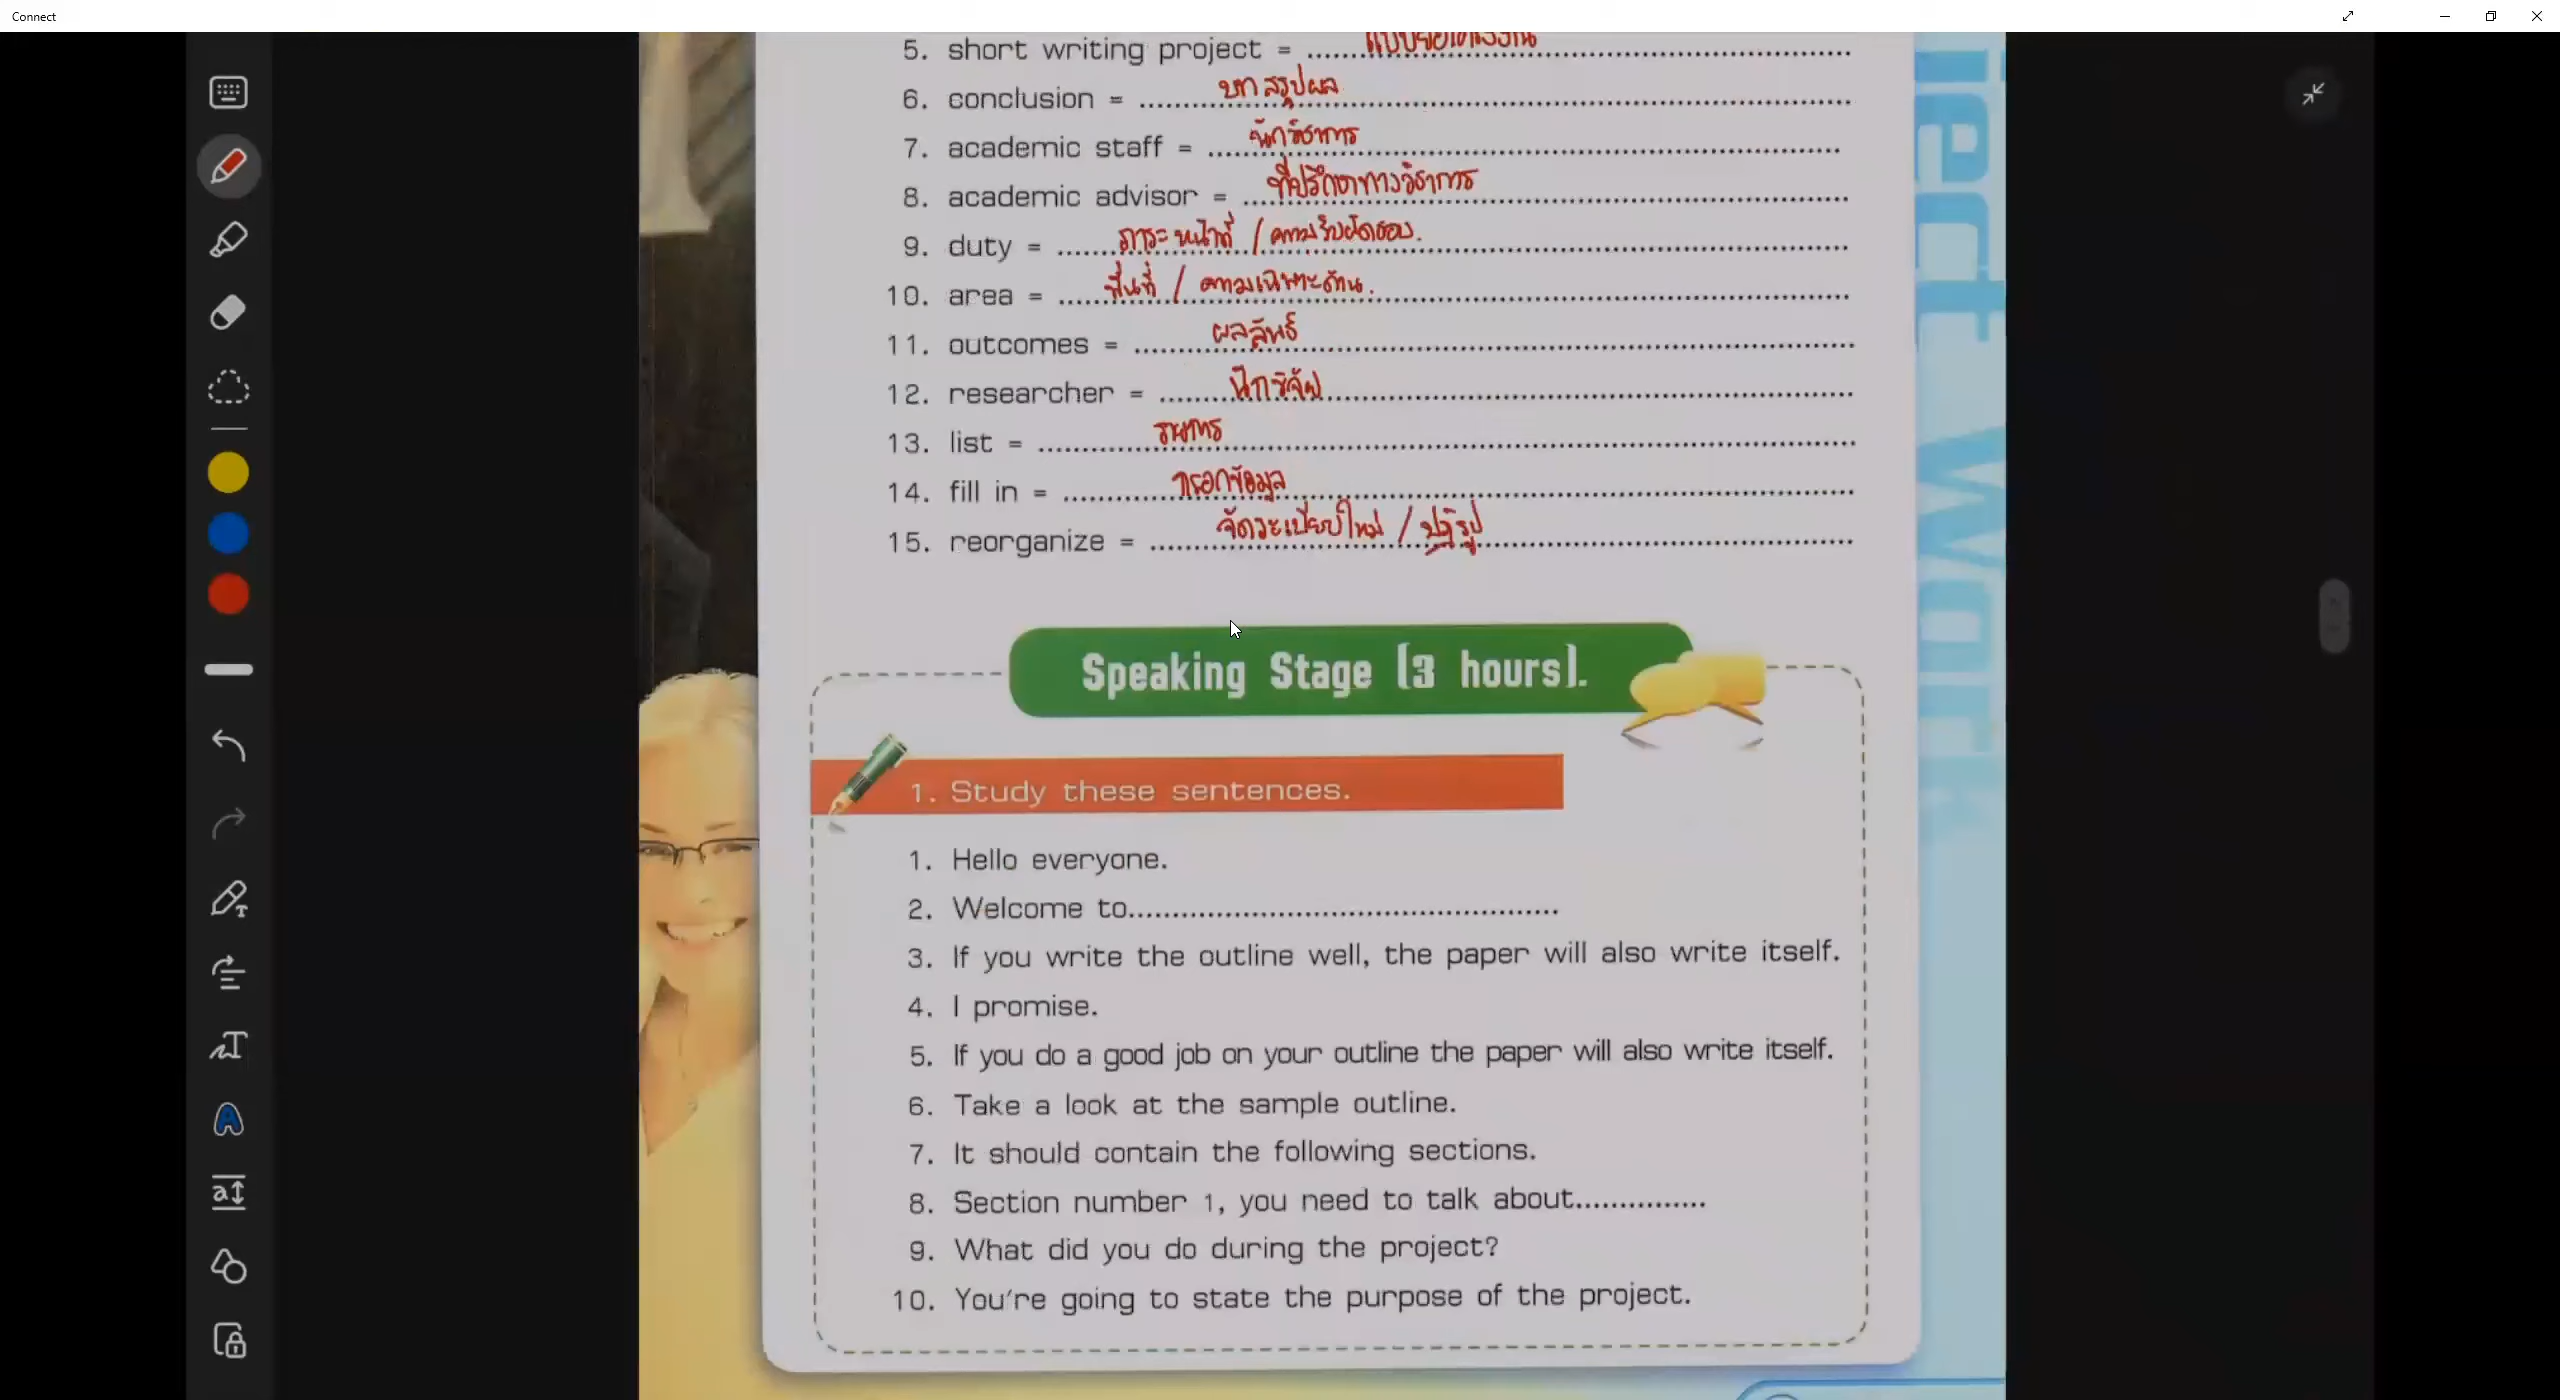 Connect
5. short writing project = ..........
6. conclusion = .......... บทสรุปผล
7. academic staff = .......... นักวิชาการ
8. academic advisor = .......... ที่ปรึกษาทางวิชาการ
9. duty = .......... ภาระหน้าที่ / ความรับผิดชอบ.
10. area = .......... พื้นที่ / ความเฉพาะด้าน.
11. outcomes = .......... ผลลัพธ์
12. researcher = .......... นักวิจัย
13. list = .......... รายการ
14. fill in = .......... กรอกข้อมูล
15. reorganize = .......... จัดระเบียบใหม่ / ปฏิรูป
Speaking Stage (3 hours).
1. Study these sentences.
1. Hello everyone.
2. Welcome to..........
3. If you write the outline well, the paper will also write itself.
4. I promise.
5. If you do a good job on your outline the paper will also write itself.
6. Take a look at the sample outline.
7. It should contain the following sections.
8. Section number 1, you need to talk about..........
9. What did you do during the project?
10. You're going to state the purpose of the project.